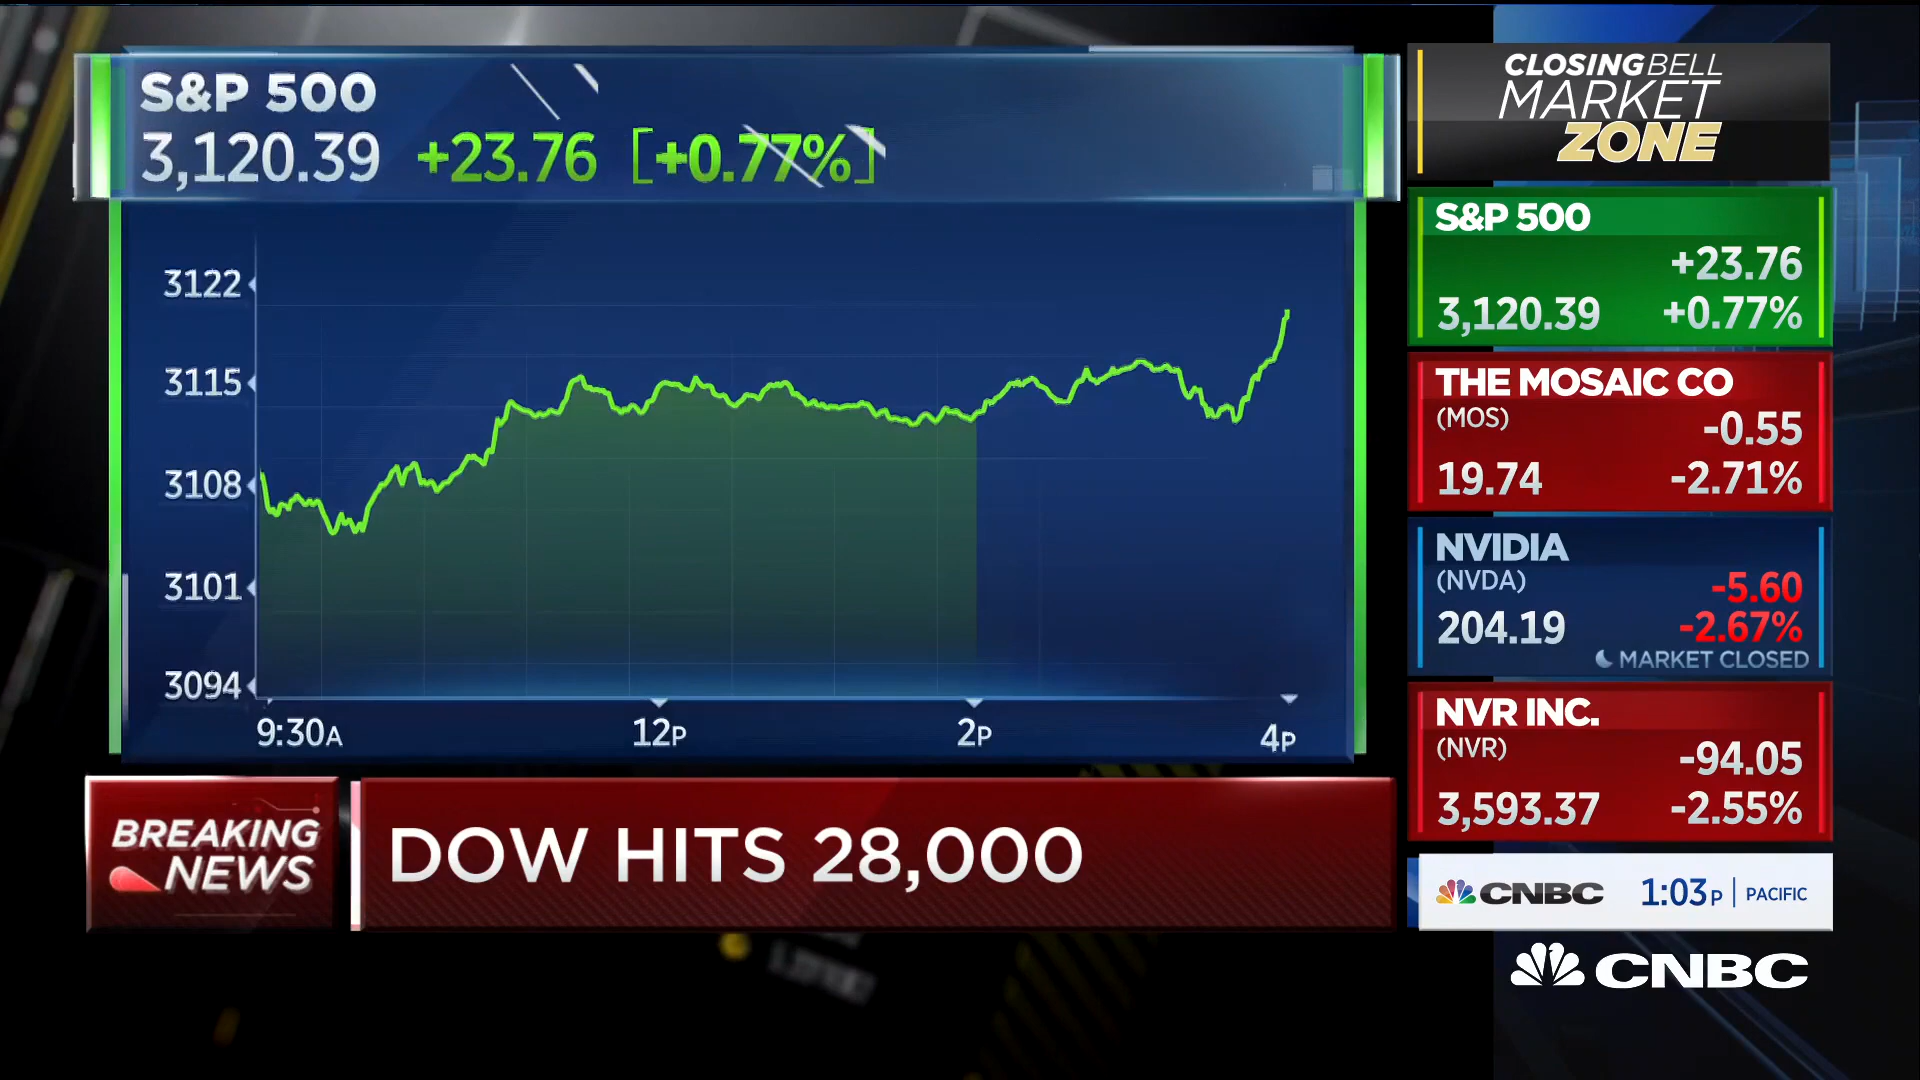 S&P 500
3,120.39 +23.76 [+0.77%]
3122
3115
3108
3101
3094
9:30A 12P 2P 4P
BREAKING
NEWS
DOW HITS 28,000
CLOSING BELL
MARKET
ZONE
S&P 500
+23.76
3,120.39 +0.77%
THE MOSAIC CO
(MOS)
-0.55
19.74 -2.71%
NVIDIA
(NVDA)
-5.60
204.19 -2.67%
MARKET CLOSED
NVR INC.
(NVR)
-94.05
3,593.37 -2.55%
CNBC 1:03P | PACIFIC
CNBC